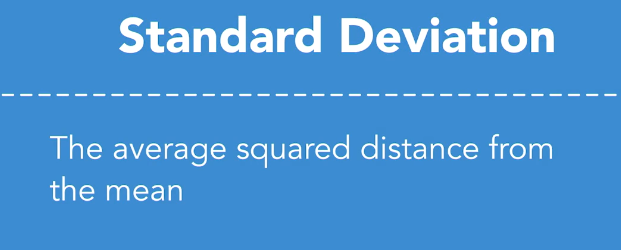 Standard Deviation
The average squared distance from
the mean